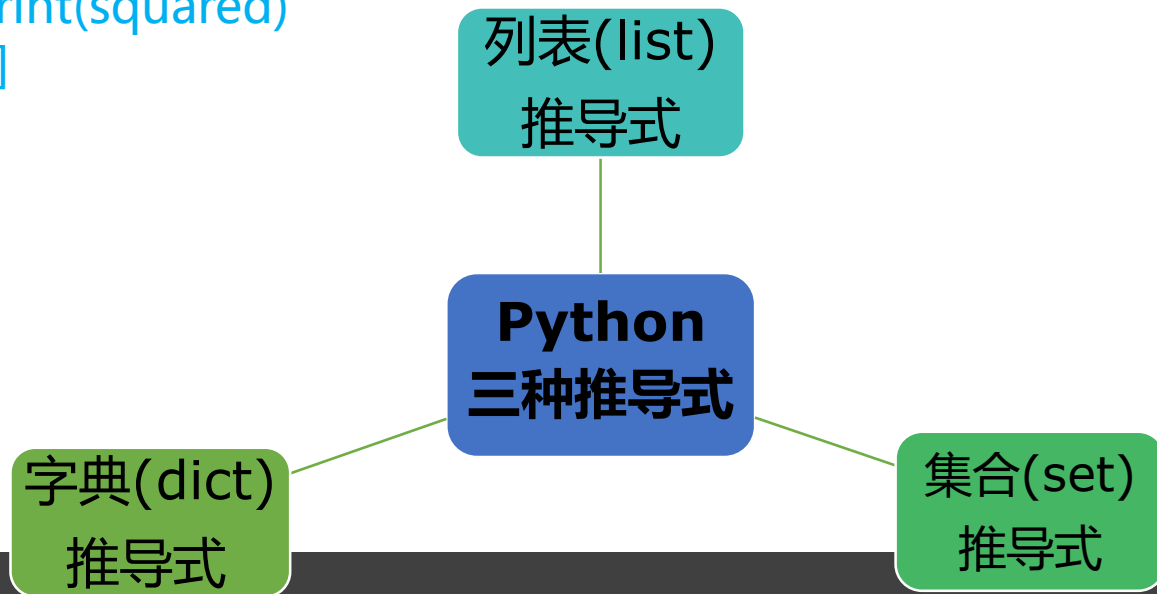 rint(squared)
]
列表(list)
推导式
Python
三种推导式
字典(dict)
推导式
集合(set)
推导式